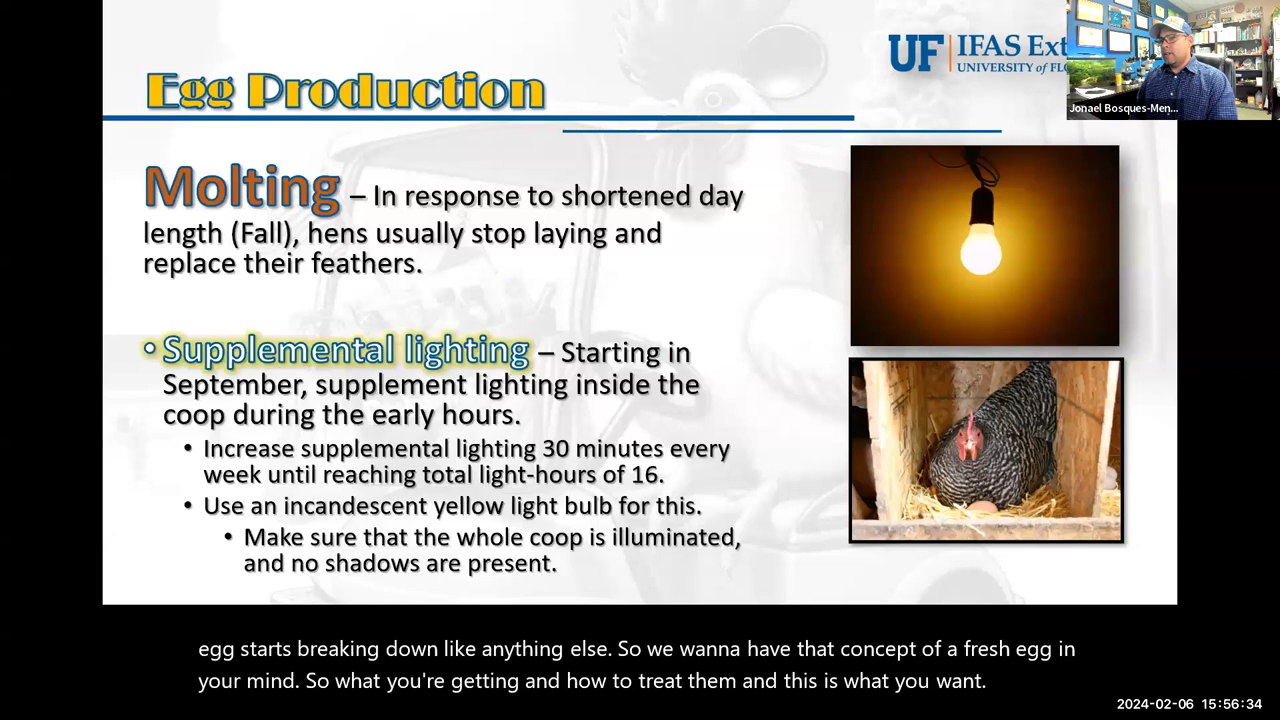 Egg Production
UF | IFAS Ext
UNIVERSITY of FL
Jonael Bosques-Men...
Molting – In response to shortened day
length (Fall), hens usually stop laying and
replace their feathers.
• Supplemental lighting – Starting in
September, supplement lighting inside the
coop during the early hours.
• Increase supplemental lighting 30 minutes every
week until reaching total light-hours of 16.
• Use an incandescent yellow light bulb for this.
• Make sure that the whole coop is illuminated,
and no shadows are present.
egg starts breaking down like anything else. So we wanna have that concept of a fresh egg in
your mind. So what you're getting and how to treat them and this is what you want.
2024-02-06 15:56:34